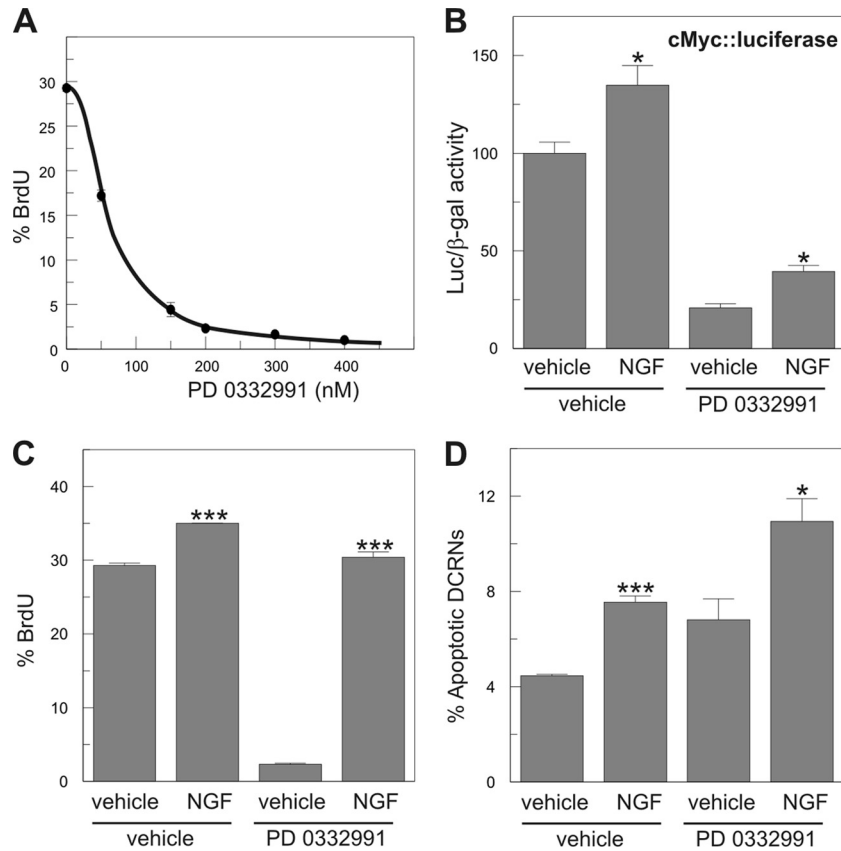 A
30
25
20
15
10
5
0
% BrdU
0 100 200 300 400
PD 0332991 (nM)
B
cMyc::luciferase
150
100
50
0
Luc/β-gal activity
*
*
vehicle NGF vehicle NGF
vehicle PD 0332991
C
40
30
20
10
0
% BrdU
***
***
vehicle NGF vehicle NGF
vehicle PD 0332991
D
12
8
4
0
% Apoptotic DCRNs
***
*
vehicle NGF vehicle NGF
vehicle PD 0332991